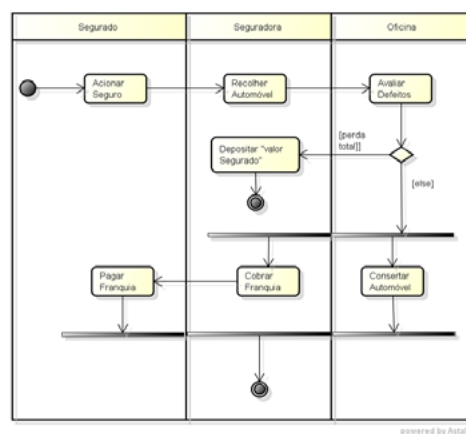 Segurado
Seguradora
Oficina
Acionar
Seguro
Recolher
Automóvel
Avaliar
Defeitos
[perda
total]]
Depositar "valor
Segurado"
[else]
Pagar
Franquia
Cobrar
Franquia
Consertar
Automóvel
powered by Astah